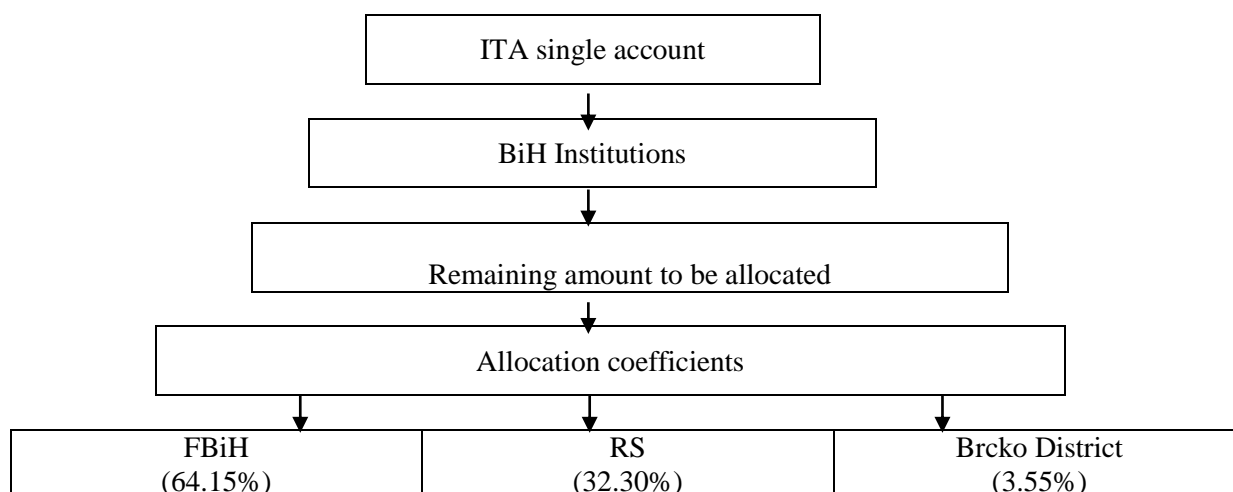 ITA single account
BiH Institutions
Remaining amount to be allocated
Allocation coefficients
FBiH
(64.15%)
RS
(32.30%)
Brcko District
(3.55%)